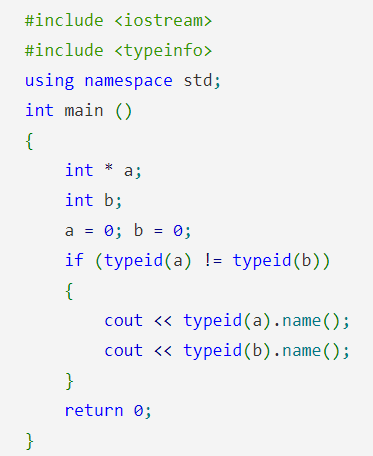 #include <iostream>
#include <typeinfo>
using namespace std;
int main ()
{
    int * a;
    int b;
    a = 0; b = 0;
    if (typeid(a) != typeid(b))
    {
        cout << typeid(a).name();
        cout << typeid(b).name();
    }
    return 0;
}